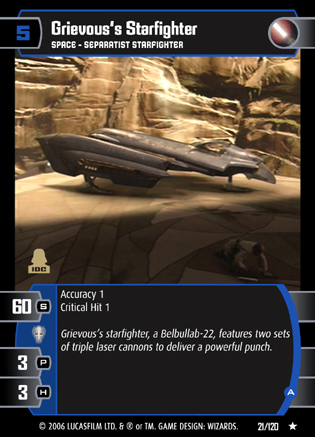 5 Grievous's Starfighter
SPACE - SEPARATIST STARFIGHTER
IDC
60 S
Accuracy 1
Critical Hit 1
Grievous's starfighter, a Belbullab-22, features two sets
of triple laser cannons to deliver a powerful punch.
3 P
3 H
A
© 2006 LUCASFILM LTD. & ® or TM. GAME DESIGN: WIZARDS. 21/120 ★